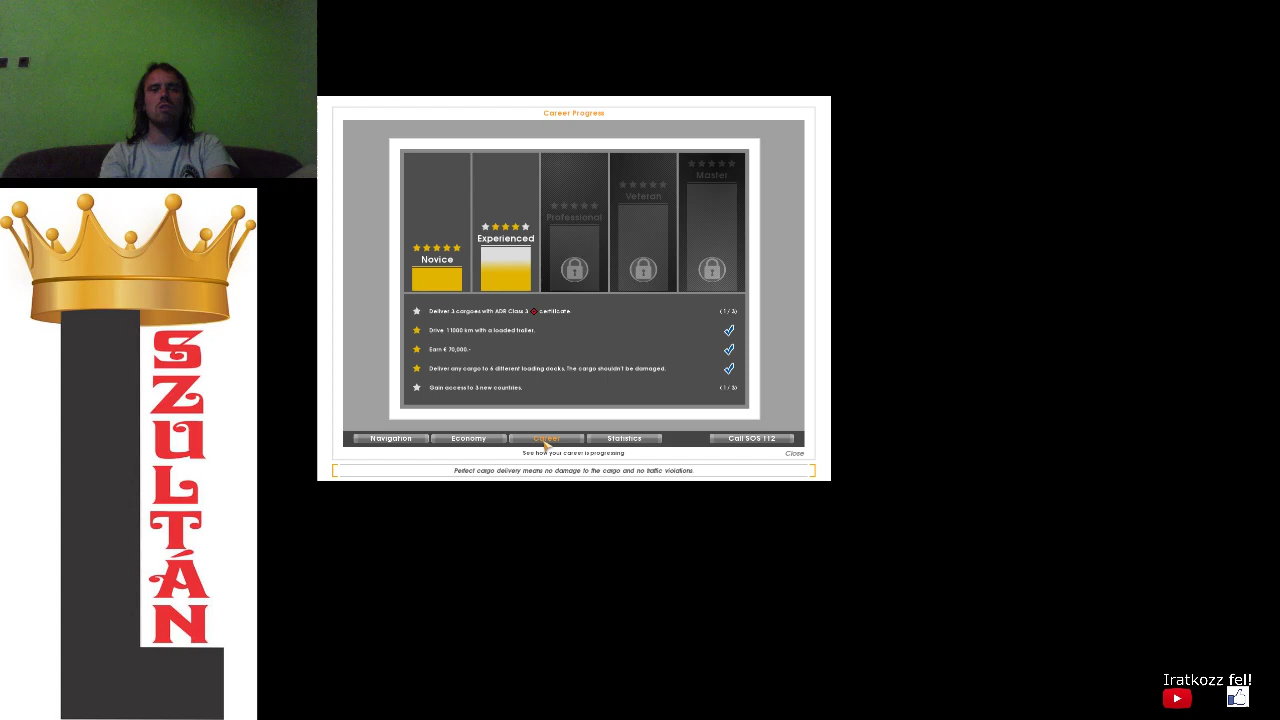 Career Progress
Master
Veteran
Professional
Experienced
Novice
Deliver 3 cargoes with ADR Class 3 certificate. (1/3)
Drive 11000 km with a loaded trailer.
Earn € 70,000.-
Deliver any cargo to 6 different loading docks. The cargo shouldn't be damaged.
Gain access to 3 new countries. (1/3)
Navigation Economy Career Statistics Call SOS 112
See how your career is progressing
Close
Perfect cargo delivery means no damage to the cargo and no traffic violations.
L
SZULTÁN
Iratkozz fel!